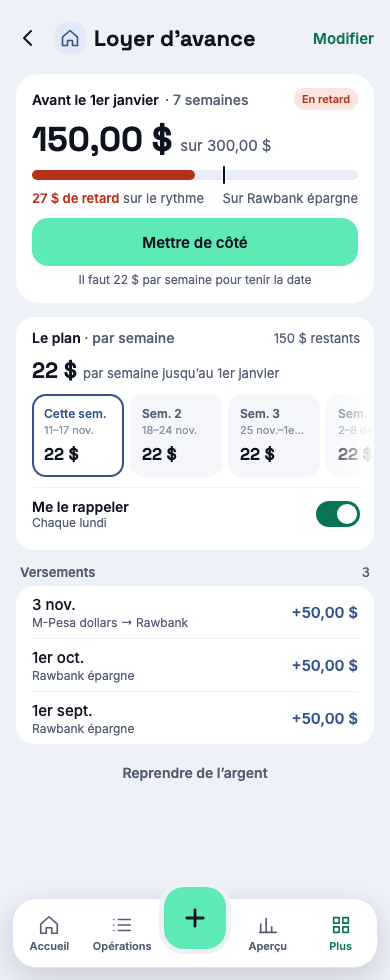 Loyer d'avance
Modifier
Avant le 1er janvier · 7 semaines
En retard
150,00 $ sur 300,00 $
27 $ de retard sur le rythme
Sur Rawbank épargne
Mettre de côté
Il faut 22 $ par semaine pour tenir la date
Le plan · par semaine
150 $ restants
22 $ par semaine jusqu'au 1er janvier
Cette sem.
11–17 nov.
22 $
Sem. 2
18–24 nov.
22 $
Sem. 3
25 nov.–1e...
22 $
Sem.
2–8 d
22 $
Me le rappeler
Chaque lundi
Versements
3
3 nov.
M-Pesa dollars → Rawbank
+50,00 $
1er oct.
Rawbank épargne
+50,00 $
1er sept.
Rawbank épargne
+50,00 $
Reprendre de l'argent
Accueil
Opérations
Aperçu
Plus